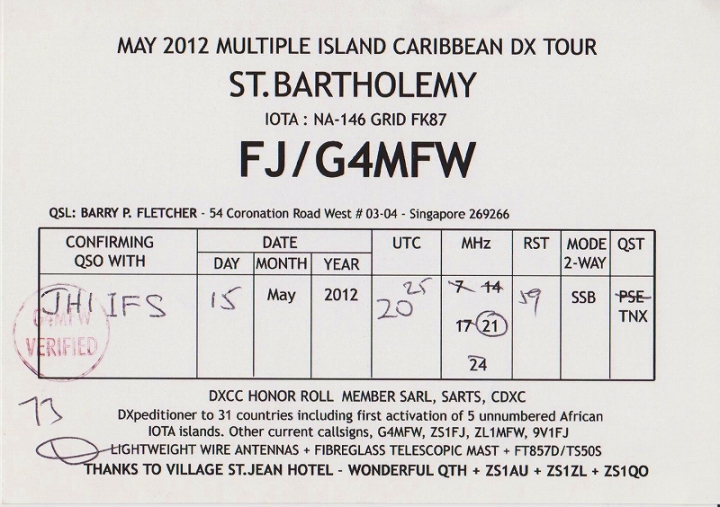 MAY 2012 MULTIPLE ISLAND CARIBBEAN DX TOUR
ST.BARTHOLEMY
IOTA : NA-146 GRID FK87
FJ/G4MFW
QSL: BARRY P. FLETCHER - 54 Coronation Road West # 03-04 - Singapore 269266
CONFIRMING QSO WITH DATE UTC MHz RST MODE 2-WAY QST
DAY MONTH YEAR
JH1IFS 15 May 2012 2025 7 14 59 SSB PSE
17 21 TNX
24
G4MFW
VERIFIED
73
DXCC HONOR ROLL MEMBER SARL, SARTS, CDXC
DXpeditioner to 31 countries including first activation of 5 unnumbered African
IOTA islands. Other current callsigns, G4MFW, ZS1FJ, ZL1MFW, 9V1FJ
LIGHTWEIGHT WIRE ANTENNAS + FIBREGLASS TELESCOPIC MAST + FT857D/TS50S
THANKS TO VILLAGE ST.JEAN HOTEL - WONDERFUL QTH + ZS1AU + ZS1ZL + ZS1QO